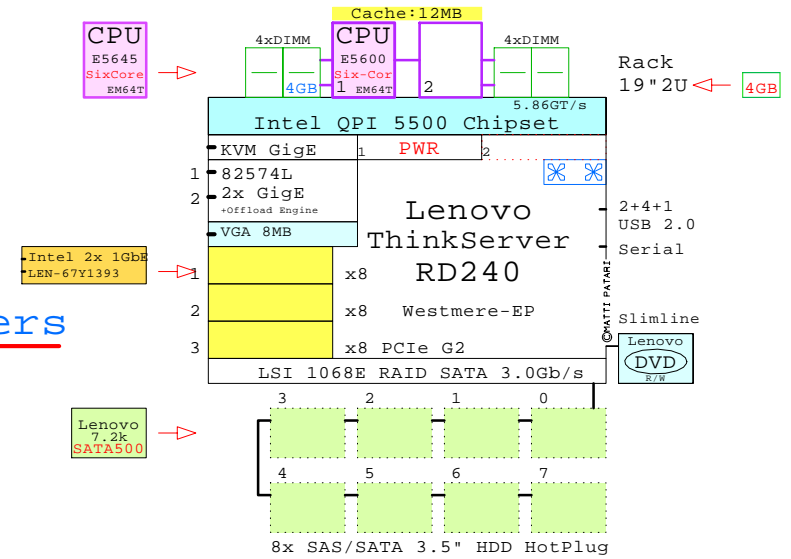 Cache:12MB
CPU
E5645
SixCore
EM64T
4xDIMM
4GB
CPU
E5600
Six-Cor
1 EM64T
2
4xDIMM
Rack
19"2U
4GB
5.86GT/s
Intel QPI 5500 Chipset
KVM GigE
1 PWR 2
1 82574L
2 2x GigE
+Offload Engine
VGA 8MB
Lenovo
ThinkServer
RD240
2+4+1
USB 2.0
Serial
Intel 2x 1GbE
LEN-67Y1393
1 x8
2 x8 Westmere-EP
3 x8 PCIe G2
©MATTI PATARI
ers
Slimline
Lenovo
DVD
R/W
LSI 1068E RAID SATA 3.0Gb/s
3 2 1 0
Lenovo
7.2k
SATA500
4 5 6 7
8x SAS/SATA 3.5" HDD HotPlug